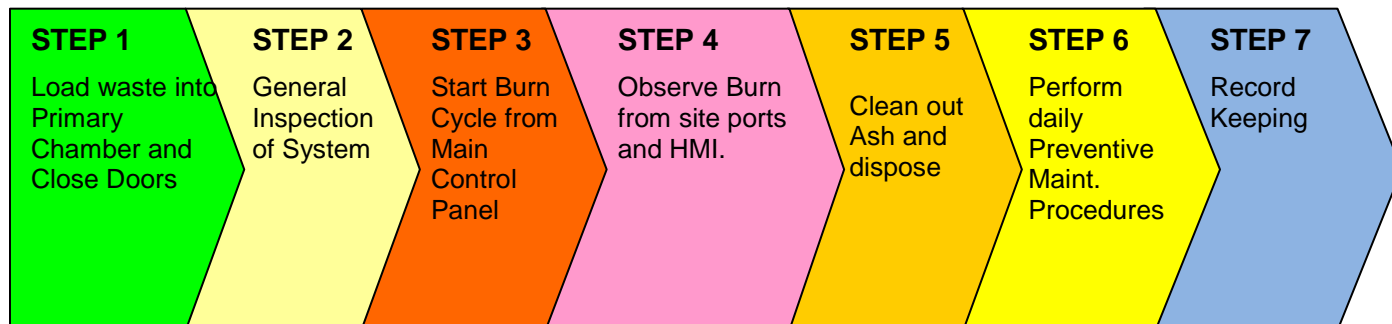 STEP 1
Load waste into
Primary
Chamber and
Close Doors
STEP 2
General
Inspection
of System
STEP 3
Start Burn
Cycle from
Main
Control
Panel
STEP 4
Observe Burn
from site ports
and HMI.
STEP 5
Clean out
Ash and
dispose
STEP 6
Perform
daily
Preventive
Maint.
Procedures
STEP 7
Record
Keeping